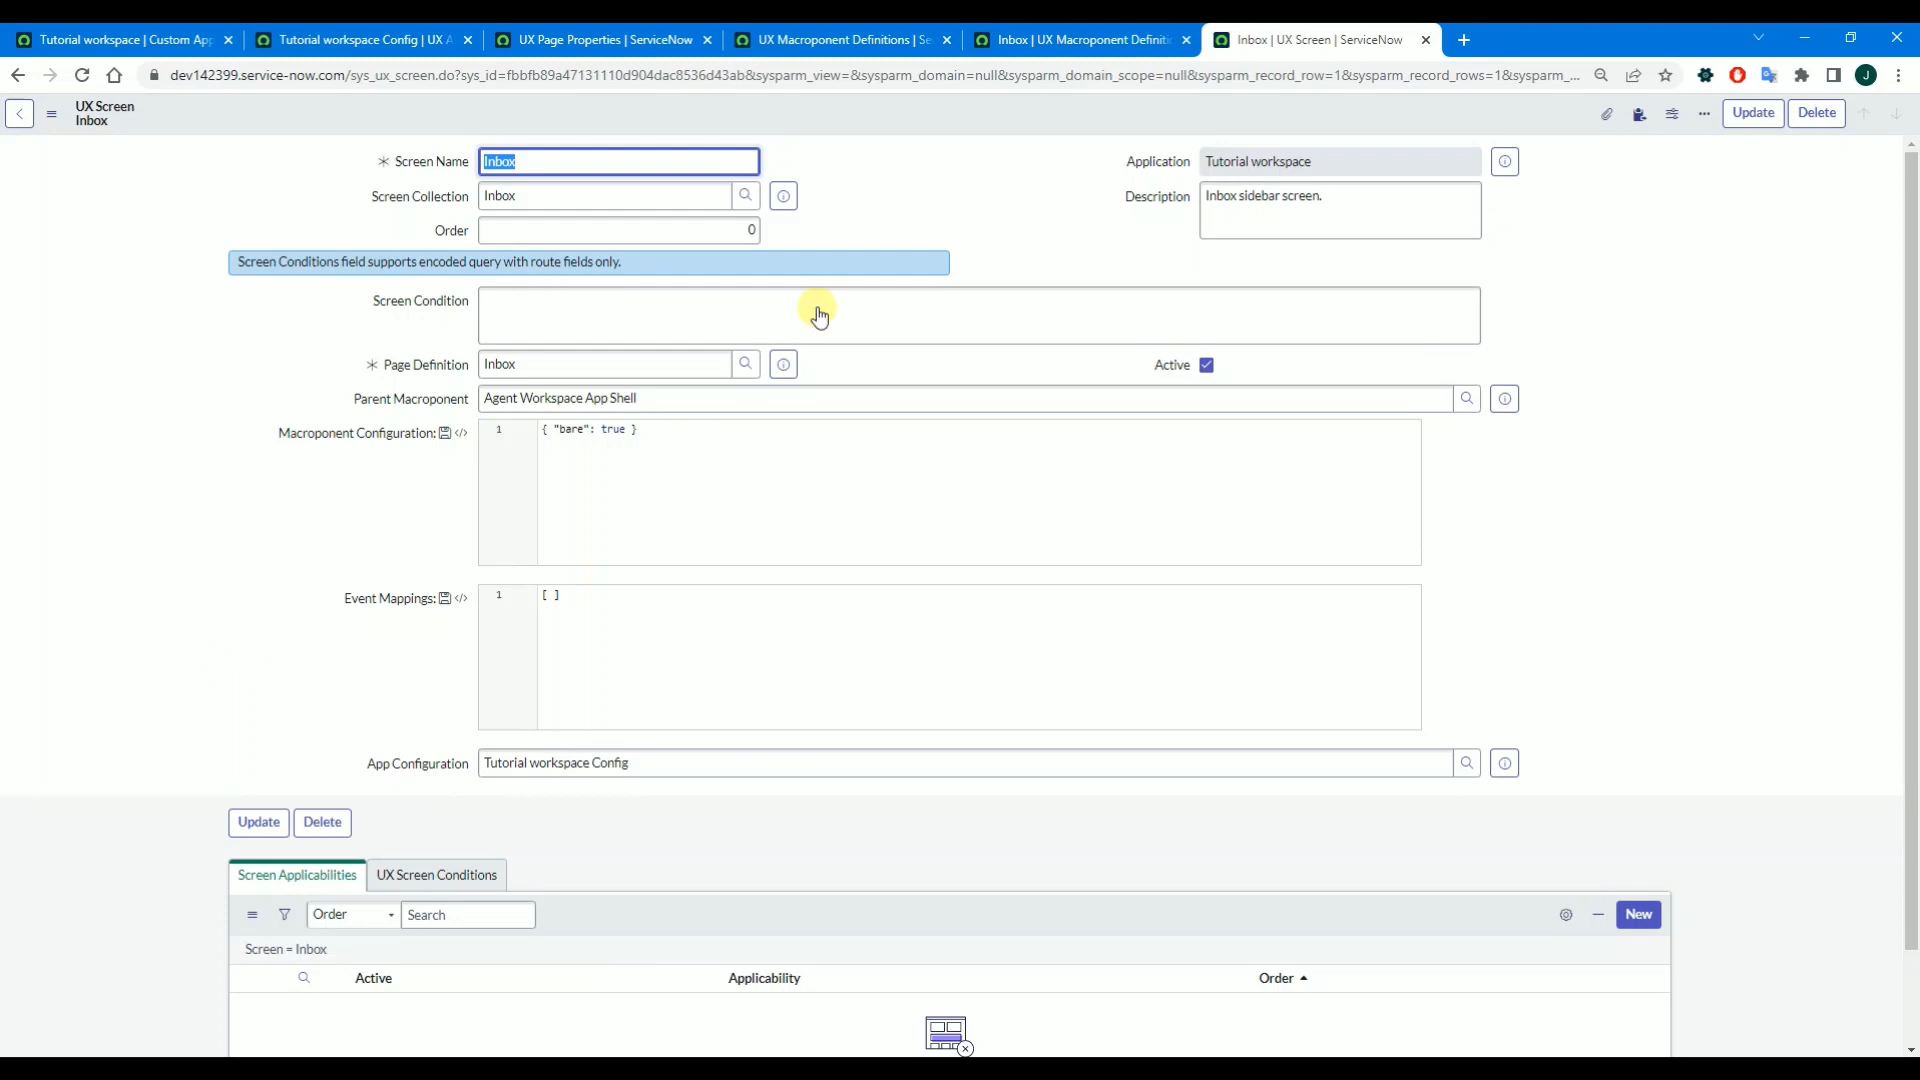 Tutorial workspace | Custom App
Tutorial workspace Config | UX A
UX Page Properties | ServiceNow
UX Macroponent Definitions | Se
Inbox | UX Macroponent Definiti
Inbox | UX Screen | ServiceNow
dev142399.service-now.com/sys_ux_screen.do?sys_id=fbbfb89a47131110d904dac8536d43ab&sysparm_view=&sysparm_domain=null&sysparm_domain_scope=null&sysparm_record_row=1&sysparm_record_rows=1&sysparm_...
J
UX Screen
Inbox
Update
Delete
Screen Name
Inbox
Application
Tutorial workspace
Screen Collection
Inbox
Description
Inbox sidebar screen.
Order
0
Screen Conditions field supports encoded query with route fields only.
Screen Condition
Page Definition
Inbox
Active
Parent Macroponent
Agent Workspace App Shell
Macroponent Configuration:
1
{ "bare": true }
Event Mappings:
1
[ ]
App Configuration
Tutorial workspace Config
Update
Delete
Screen Applicabilities
UX Screen Conditions
Order
Search
New
Screen = Inbox
Active
Applicability
Order